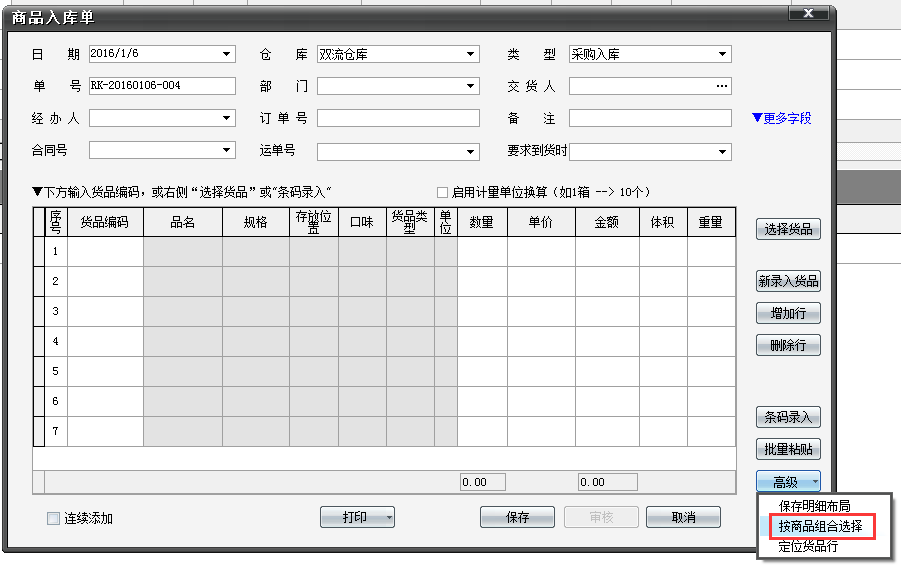 商品入库单
日 期 2016/1/6 仓 库 双流仓库 类 型 采购入库
单 号 RK-20160106-004 部 门 交 货 人 ...
经 办 人 订 单 号 备 注 ▼更多字段
合同号 运单号 要求到货时
▼下方输入货品编码，或右侧“选择货品”或"条码录入" 启用计量单位换算（如1箱 --> 10个）
序号 货品编码 品名 规格 存放位置 口味 货品类型 单位 数量 单价 金额 体积 重量
选择货品
1
2
新录入货品
3
增加行
4
删除行
5
6
条码录入
7
批量粘贴
0.00 0.00
高级
保存明细布局
连续添加 打印 保存 审核 取消
按商品组合选择
定位货品行